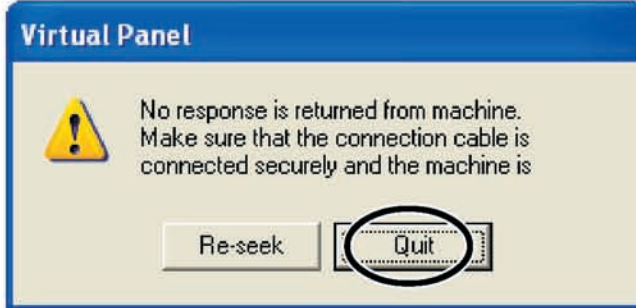 Virtual Panel
No response is returned from machine.
Make sure that the connection cable is
connected securely and the machine is
Re-seek Quit